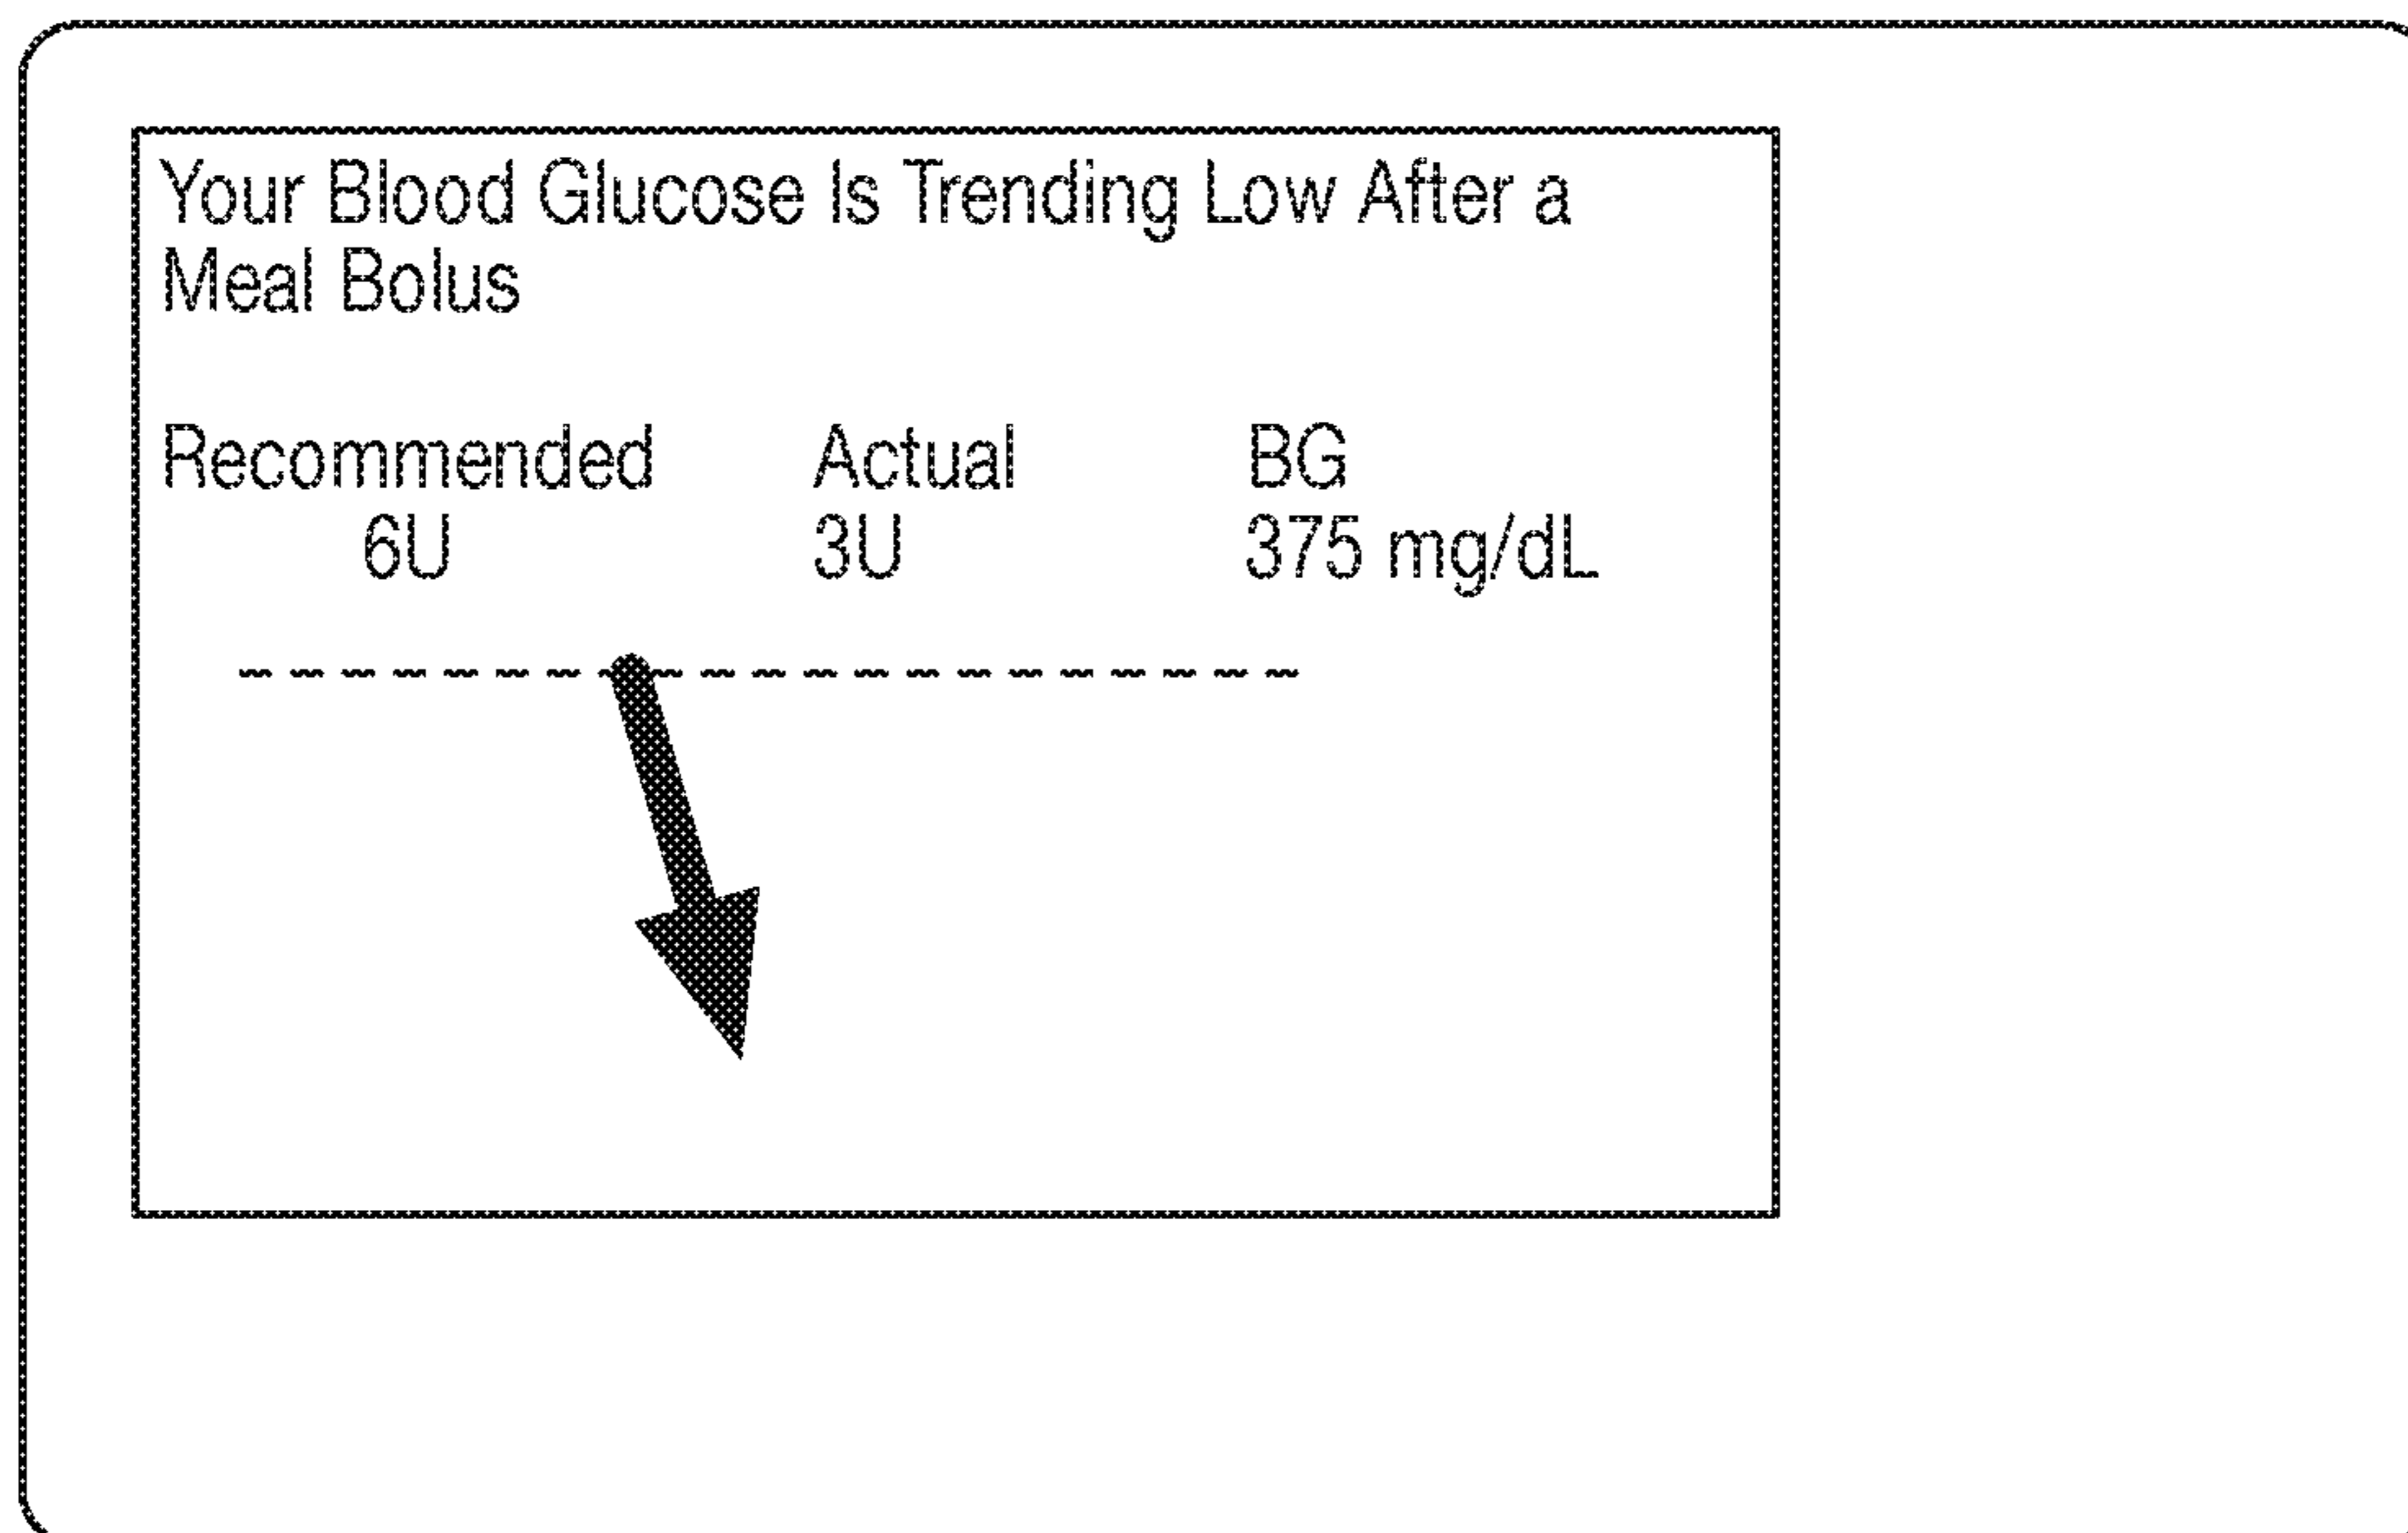 Your Blood Glucose Is Trending Low After a
Meal Bolus
Recommended Actual BG
6U 3U 375 mg/dL